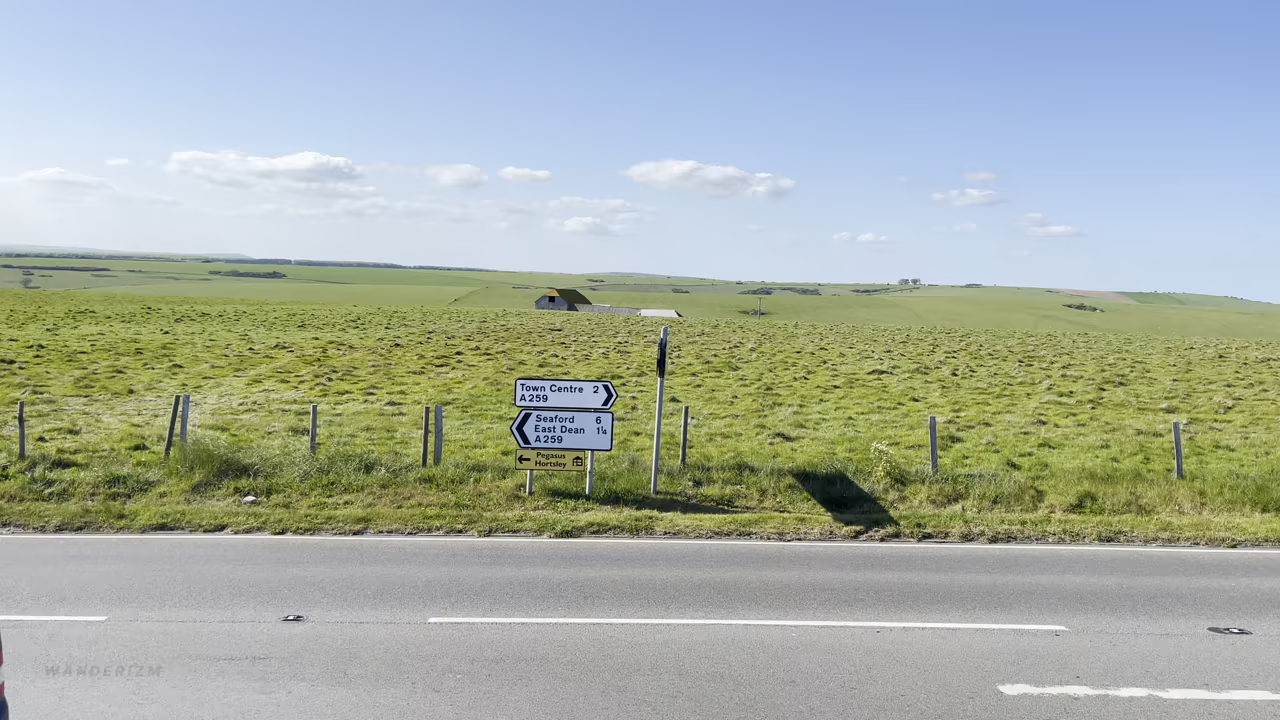 Town Centre 2
A259
Seaford 6
East Dean 1¼
A259
Pegasus
Hortsley
WANDERIZM